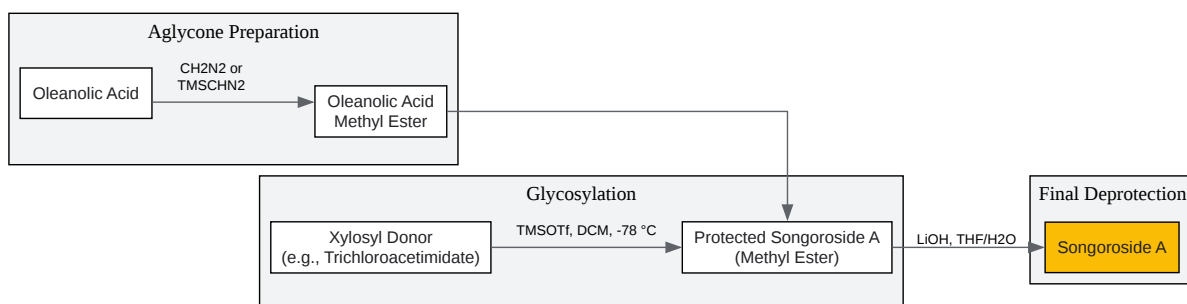 Aglycone Preparation
CH2N2 or
TMSCHN2
Oleanolic Acid
Oleanolic Acid
Methyl Ester
Glycosylation
Final Deprotection
Xylosyl Donor
(e.g., Trichloroacetimidate)
TMSOTf, DCM, -78 °C
Protected Songoroside A
(Methyl Ester)
LiOH, THF/H2O
Songoroside A